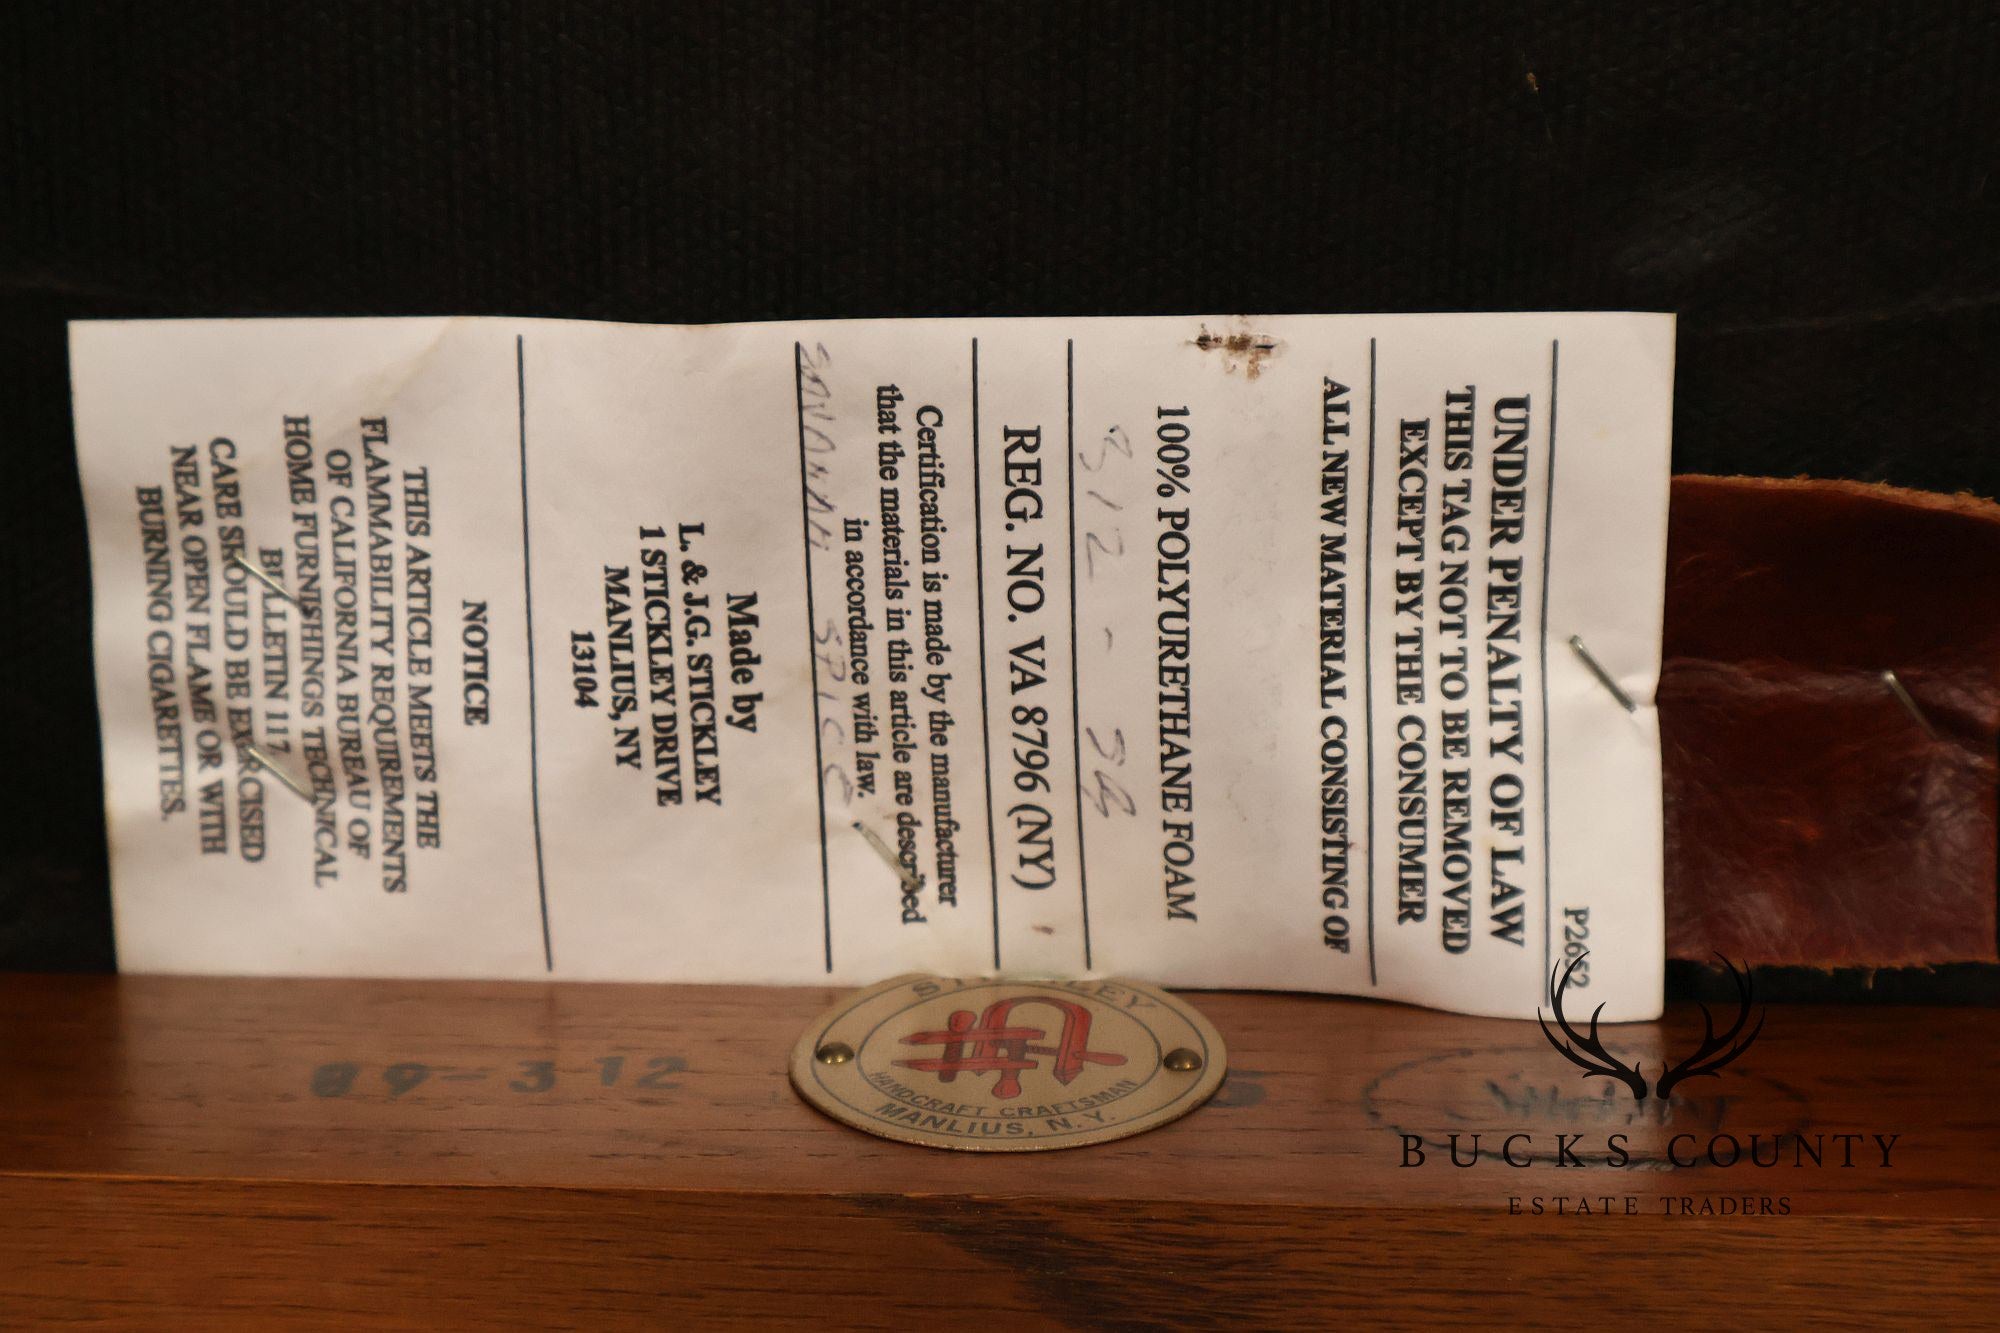 P2652
UNDER PENALTY OF LAW
THIS TAG NOT TO BE REMOVED
EXCEPT BY THE CONSUMER
ALL NEW MATERIAL CONSISTING OF
100% POLYURETHANE FOAM
312 -
REG. NO. VA 8796 (NY)
Certification is made by the manufacturer
that the materials in this article are described
in accordance with law.
SAVANAH SPICE
Made by
L. & J.G. STICKLEY
1 STICKLEY DRIVE
MANLIUS, NY
13104
NOTICE
THIS ARTICLE MEETS THE
FLAMMABILITY REQUIREMENTS
OF CALIFORNIA BUREAU OF
HOME FURNISHINGS TECHNICAL
BULLETIN 117
CARE SHOULD BE EXERCISED
NEAR OPEN FLAME OR WITH
BURNING CIGARETTES.
STICKLEY
HANDCRAFT CRAFTSMAN
MANLIUS, N.Y.
89-312
BUCKS COUNTY
ESTATE TRADERS